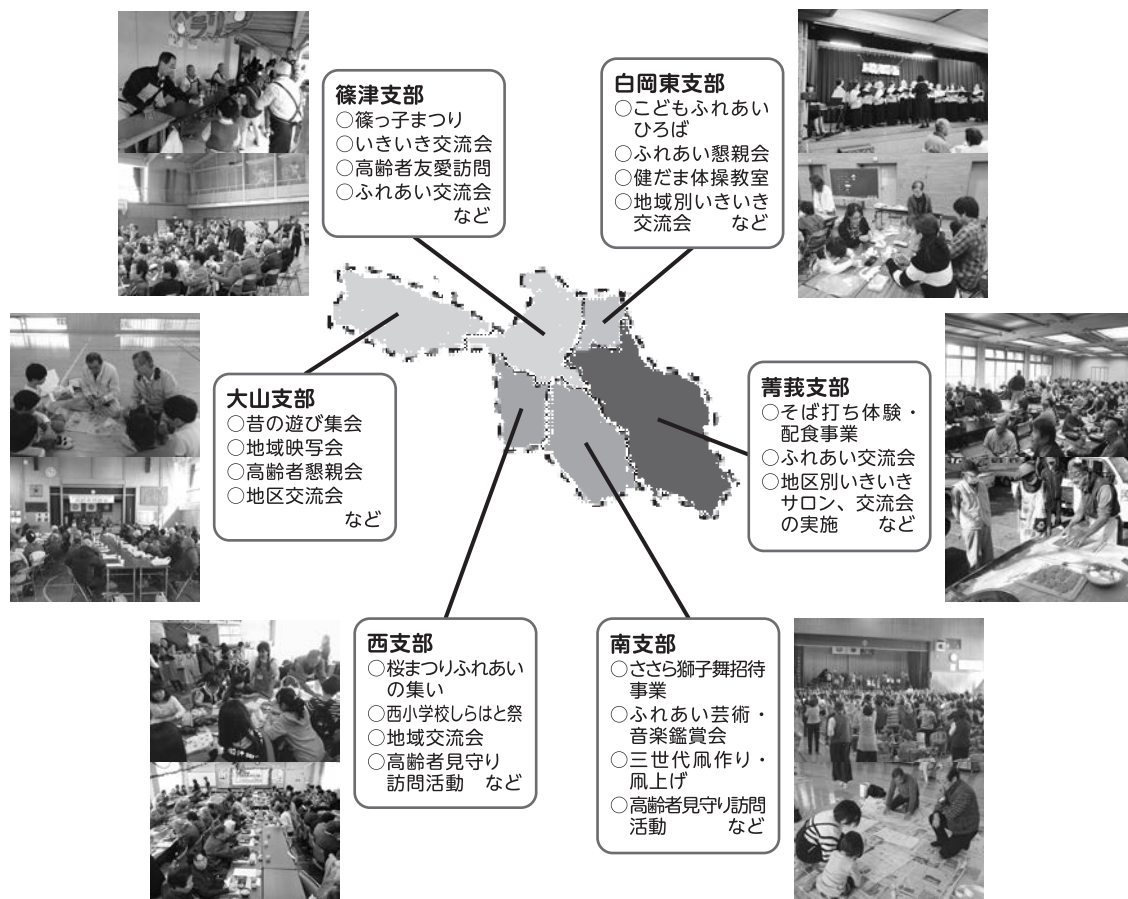 篠津支部
○篠っ子まつり
○いきいき交流会
○高齢者友愛訪問
○ふれあい交流会
など
白岡東支部
○こどもふれあい
ひろば
○ふれあい懇親会
○健だま体操教室
○地域別いきいき
交流会　など
大山支部
○昔の遊び集会
○地域映写会
○高齢者懇親会
○地区交流会
など
菁莪支部
○そば打ち体験・
配食事業
○ふれあい交流会
○地区別いきいき
サロン、交流会
の実施　など
西支部
○桜まつりふれあい
の集い
○西小学校しらはと祭
○地域交流会
○高齢者見守り
訪問活動　など
南支部
○ささら獅子舞招待
事業
○ふれあい芸術・
音楽鑑賞会
○三世代凧作り・
凧上げ
○高齢者見守り訪問
活動　など